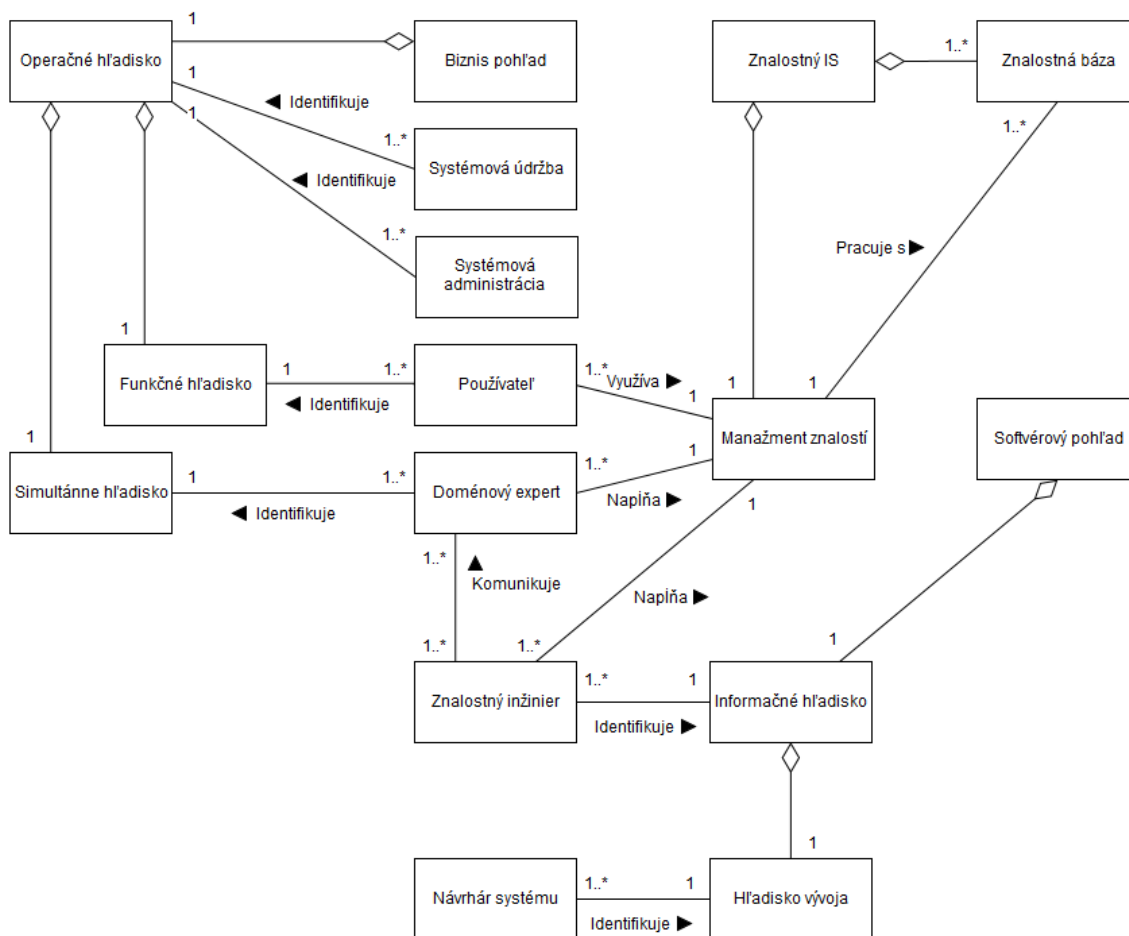 1
Operačné hľadisko
Biznis pohľad
Znalostný IS
1..*
Znalostná báza
1
◄ Identifikuje
1
1..*
Systémová údržba
1..*
◄ Identifikuje
1..*
Systémová
administrácia
Pracuje s ►
1
Funkčné hľadisko
1
1..*
◄ Identifikuje
Používateľ
1..*
Využíva ►
1
1
1
Manažment znalostí
Softvérový pohľad
1
Simultánne hľadisko
1
1..*
◄ Identifikuje
Doménový expert
1..*
1
Napĺňa ►
1
1..*
▲
Komunikuje
1..*
Napĺňa ►
1..*
1
Znalostný inžinier
1..*
1
Identifikuje ►
Informačné hľadisko
1
Návrhár systému
1..*
1
Identifikuje ►
Hľadisko vývoja